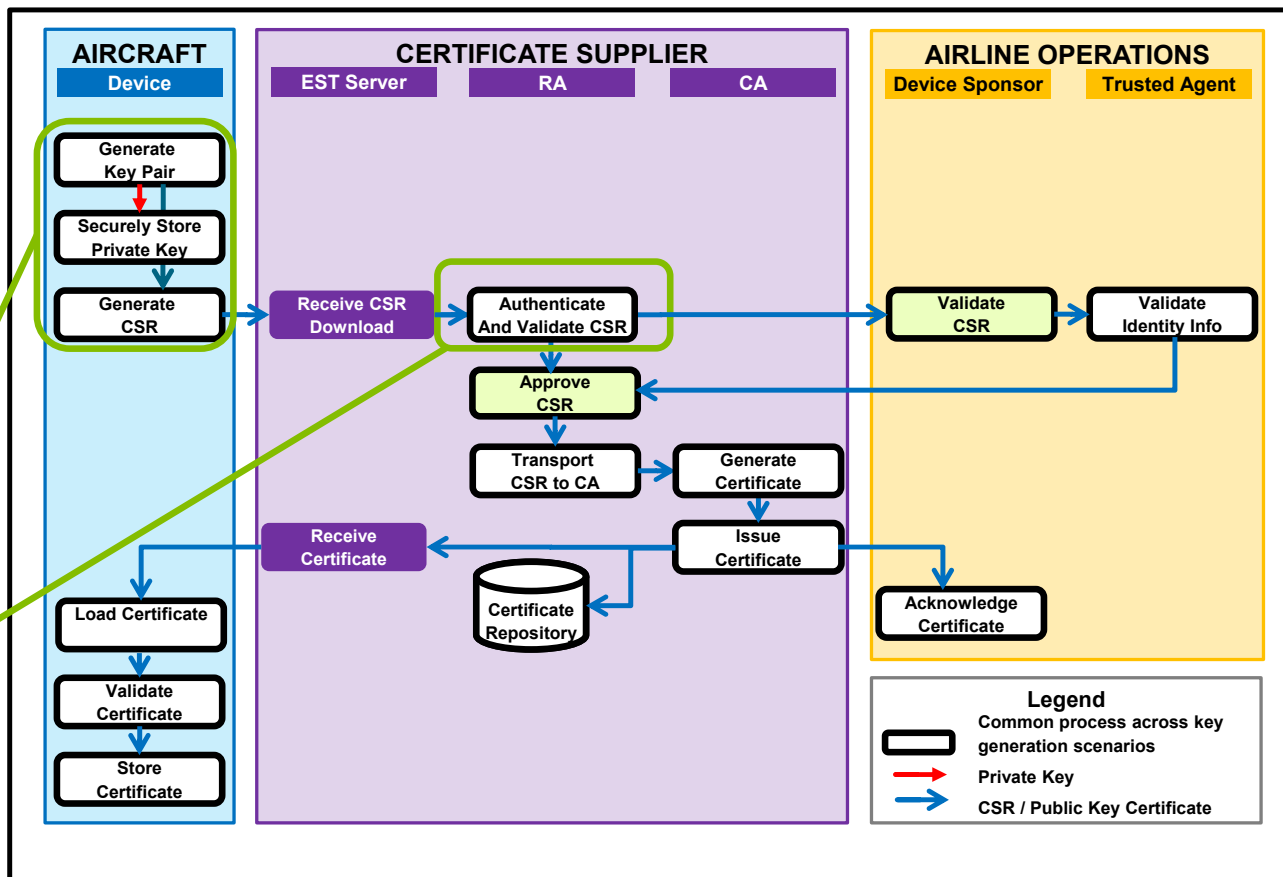 AIRCRAFT
Device
CERTIFICATE SUPPLIER
EST Server
RA
CA
AIRLINE OPERATIONS
Device Sponsor
Trusted Agent
Generate
Key Pair
Securely Store
Private Key
Generate
CSR
Receive CSR
Download
Authenticate
And Validate CSR
Validate
CSR
Validate
Identity Info
Approve
CSR
Transport
CSR to CA
Generate
Certificate
Receive
Certificate
Issue
Certificate
Certificate
Repository
Acknowledge
Certificate
Load Certificate
Validate
Certificate
Store
Certificate
Legend
Common process across key
generation scenarios
Private Key
CSR / Public Key Certificate